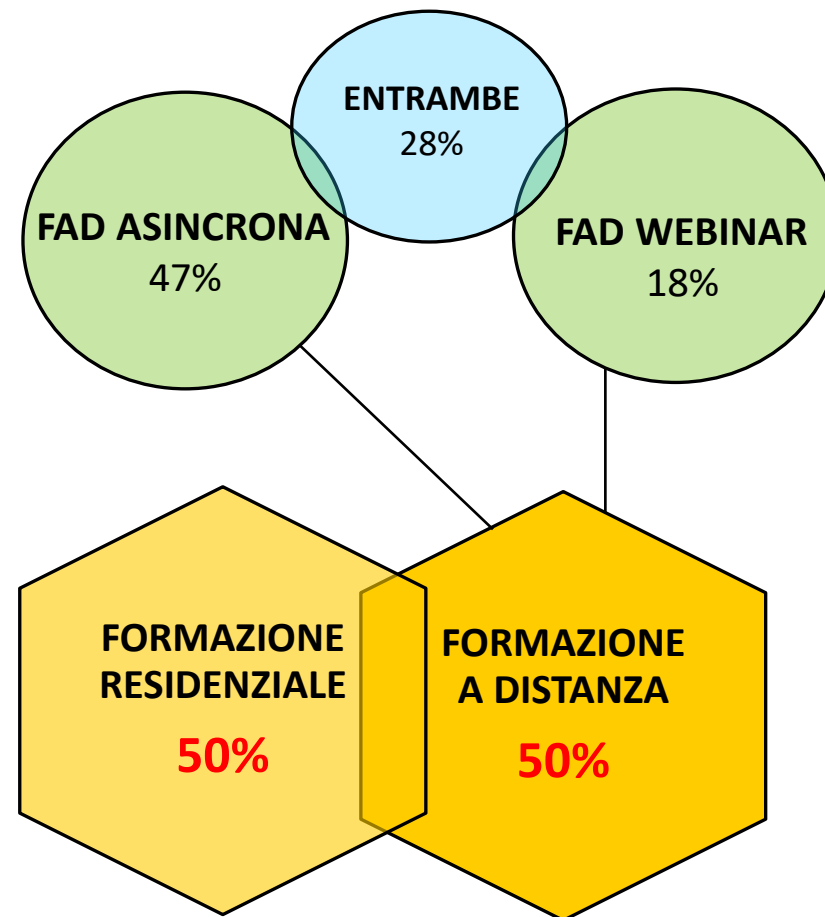 ENTRAMBE
28%
FAD ASINCRONA
47%
FAD WEBINAR
18%
FORMAZIONE
RESIDENZIALE
50%
FORMAZIONE
A DISTANZA
50%